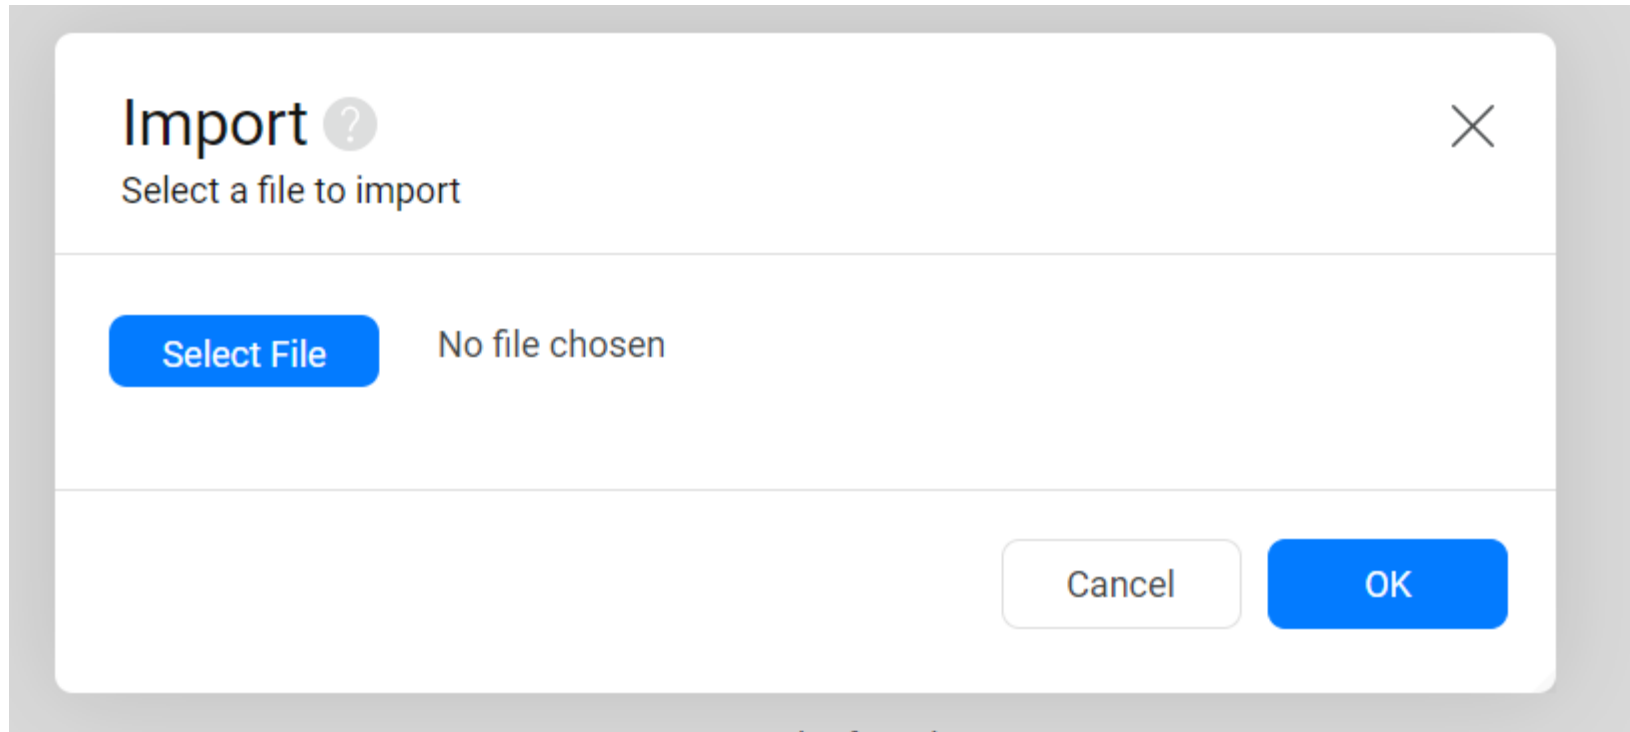 Import ?
Select a file to import
Select File
No file chosen
Cancel
OK